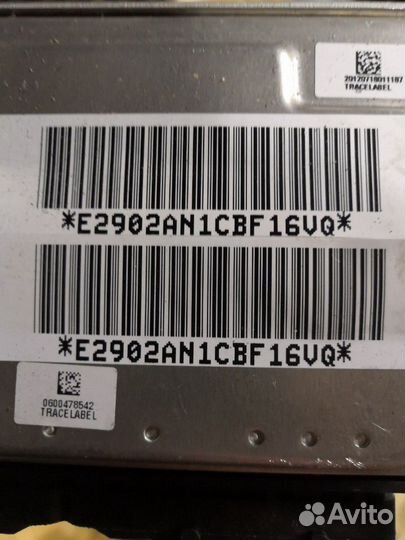 20120718011187
TRACELABEL
*E2902AN1CBF16VQ*
*E2902AN1CBF16VQ*
0600478542
TRACELABEL
Avito